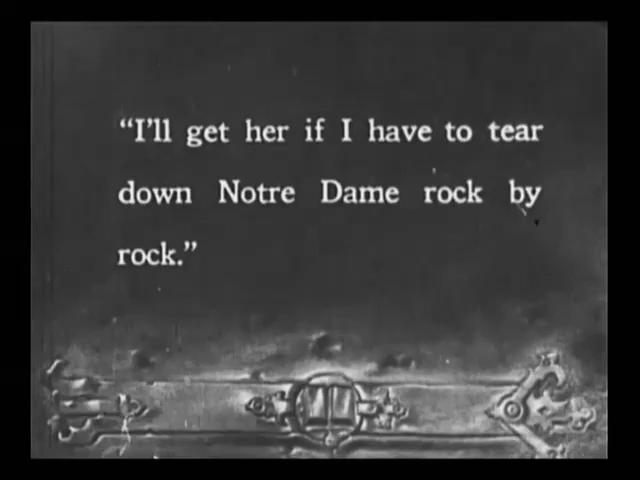 “I’ll get her if I have to tear
down Notre Dame rock by
rock.”